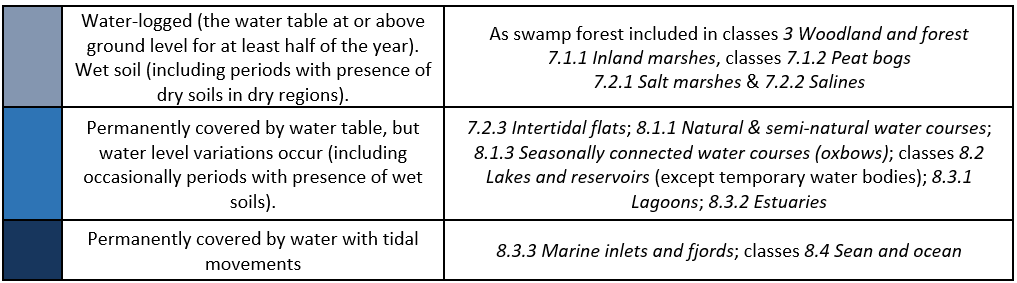 Water-logged (the water table at or above
ground level for at least half of the year).
Wet soil (including periods with presence of
dry soils in dry regions).
As swamp forest included in classes 3 Woodland and forest
7.1.1 Inland marshes, classes 7.1.2 Peat bogs
7.2.1 Salt marshes & 7.2.2 Salines
Permanently covered by water table, but
water level variations occur (including
occasionally periods with presence of wet
soils).
7.2.3 Intertidal flats; 8.1.1 Natural & semi-natural water courses;
8.1.3 Seasonally connected water courses (oxbows); classes 8.2
Lakes and reservoirs (except temporary water bodies); 8.3.1
Lagoons; 8.3.2 Estuaries
Permanently covered by water with tidal
movements
8.3.3 Marine inlets and fjords; classes 8.4 Sean and ocean